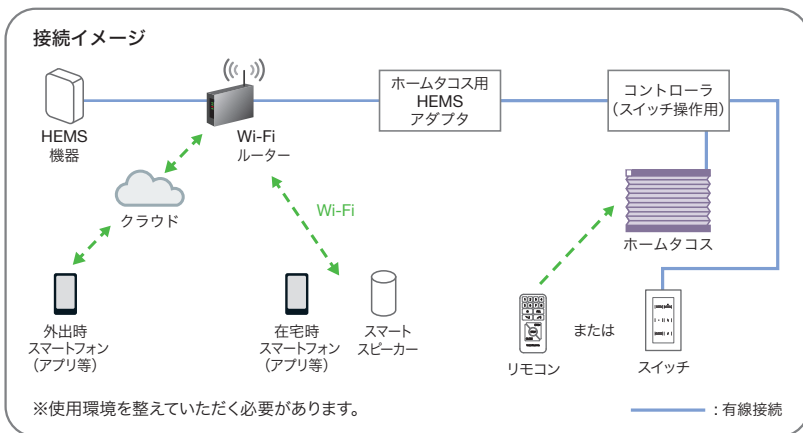 接続イメージ
ホームタコス用
HEMS
アダプタ
コントローラ
(スイッチ操作用)
HEMS
機器
Wi-Fi
ルーター
クラウド
Wi-Fi
ホームタコス
外出時
スマートフォン
(アプリ等)
在宅時
スマートフォン
(アプリ等)
スマート
スピーカー
リモコン
または
スイッチ
※使用環境を整えていただく必要があります。
：有線接続